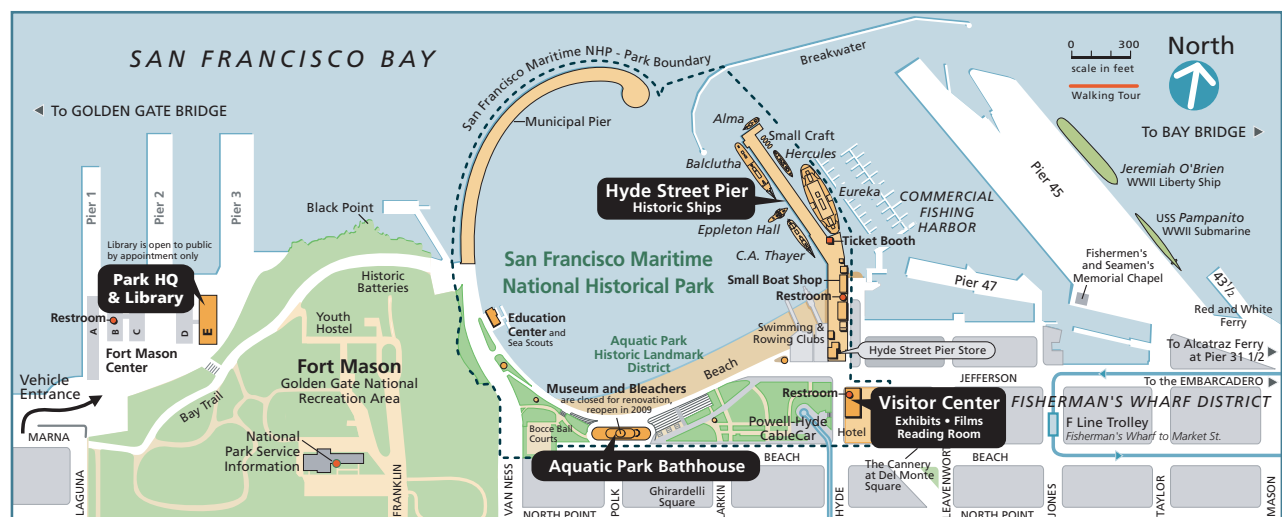 SAN FRANCISCO BAY
San Francisco Maritime NHP - Park Boundary
Breakwater
0 300
scale in feet
Walking Tour
North
To GOLDEN GATE BRIDGE
To BAY BRIDGE
Municipal Pier
Alma
Small Craft
Balclutha
Hercules
Eureka
Hyde Street Pier
Historic Ships
Eppleton Hall
C.A. Thayer
COMMERCIAL
FISHING
HARBOR
Pier 45
Jeremiah O'Brien
WWII Liberty Ship
USS Pampanito
WWII Submarine
Pier 1
Pier 2
Pier 3
Black Point
Library is open to public
by appointment only
Park HQ
& Library
Restroom
A
B
C
D
E
Fort Mason
Center
Historic
Batteries
Youth
Hostel
Fort Mason
Golden Gate National
Recreation Area
Vehicle
Entrance
Bay Trail
MARNA
National
Park Service
Information
LAGUNA
FRANKLIN
San Francisco Maritime
National Historical Park
Ticket Booth
Small Boat Shop
Restroom
Pier 47
Fishermen's
and Seamen's
Memorial Chapel
43 1/2
Red and White
Ferry
Education
Center and
Sea Scouts
Aquatic Park
Historic Landmark
District
Beach
Swimming &
Rowing Clubs
Hyde Street Pier Store
To Alcatraz Ferry
at Pier 31 1/2
JEFFERSON
To the EMBARCADERO
Museum and Bleachers
are closed for renovation,
reopen in 2009
Restroom
Visitor Center
Exhibits • Films
Reading Room
FISHERMAN'S WHARF DISTRICT
F Line Trolley
Fisherman's Wharf to Market St.
Bocce Ball
Courts
Powell-Hyde
CableCar
Hotel
Aquatic Park Bathhouse
BEACH
The Cannery
at Del Monte
Square
BEACH
VAN NESS
NORTH POINT
POLK
Ghirardelli
Square
LARKIN
HYDE
LEAVENWORTH
NORTH POINT
JONES
TAYLOR
MASON